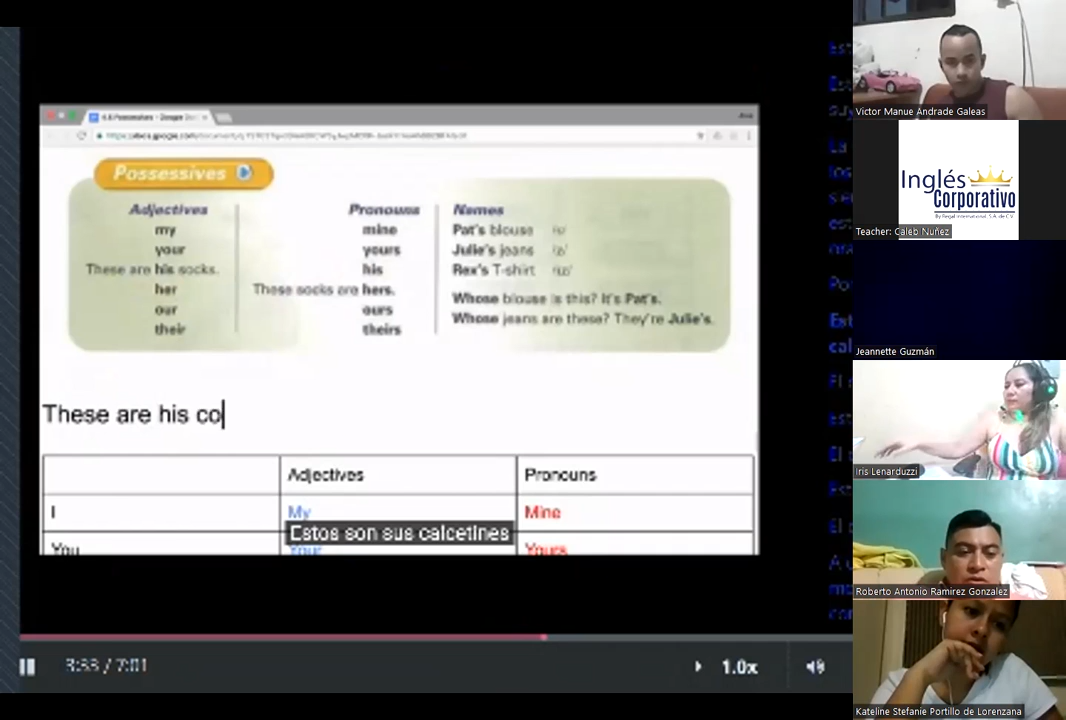 Possessives
Adjectives
my
your
These are his socks.
her
our
their
Pronouns
mine
yours
his
These socks are hers.
ours
theirs
Names
Pat's blouse
Julie's jeans
Rex's T-shirt
Whose blouse is this? It's Pat's.
Whose jeans are these? They're Julie's.
These are his co
Adjectives Pronouns
I My Mine
Estos son sus calcetines
You Your Yours
1.0x
Victor Manue Andrade Galeas
Inglés
Corporativo
Teacher: Caleb Nuñez
Jeannette Guzmán
Iris Lenarduzzi
Roberto Antonio Ramirez Gonzalez
Kateline Stefanie Portillo de Lorenzana